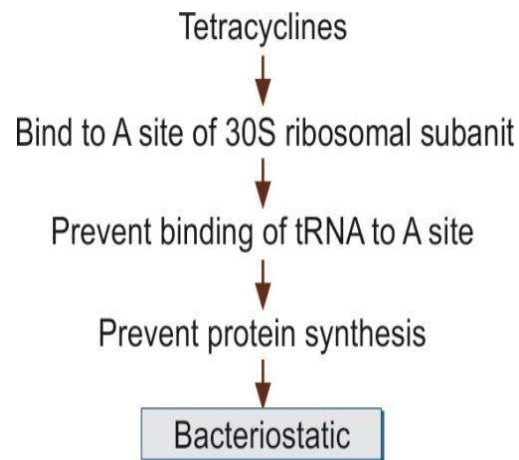 Tetracyclines
Bind to A site of 30S ribosomal subanit
Prevent binding of tRNA to A site
Prevent protein synthesis
Bacteriostatic